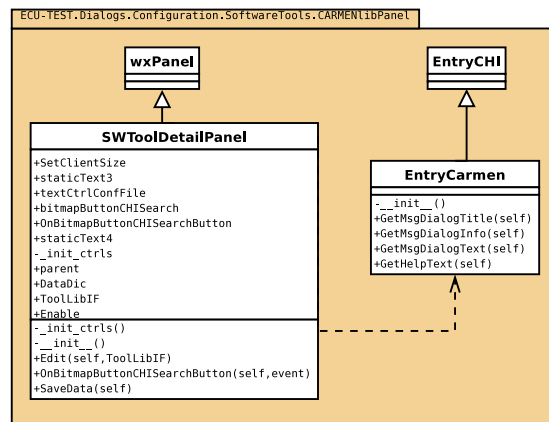 ECU-TEST.Dialogs.Configuration.SoftwareTools.CARMENlibPanel
wxPanel
EntryCHI
SWToolDetailPanel
+SetClientSize
+staticText3
+textCtrlConfFile
+bitmapButtonCHISearch
+OnBitmapButtonCHISearchButton
+staticText4
-_init_ctrls
+parent
+DataDic
+ToolLibIF
+Enable
-_init_ctrls()
-__init__()
+Edit(self,ToolLibIF)
+OnBitmapButtonCHISearchButton(self,event)
+SaveData(self)
EntryCarmen
-__init__()
+GetMsgDialogTitle(self)
+GetMsgDialogInfo(self)
+GetMsgDialogText(self)
+GetHelpText(self)